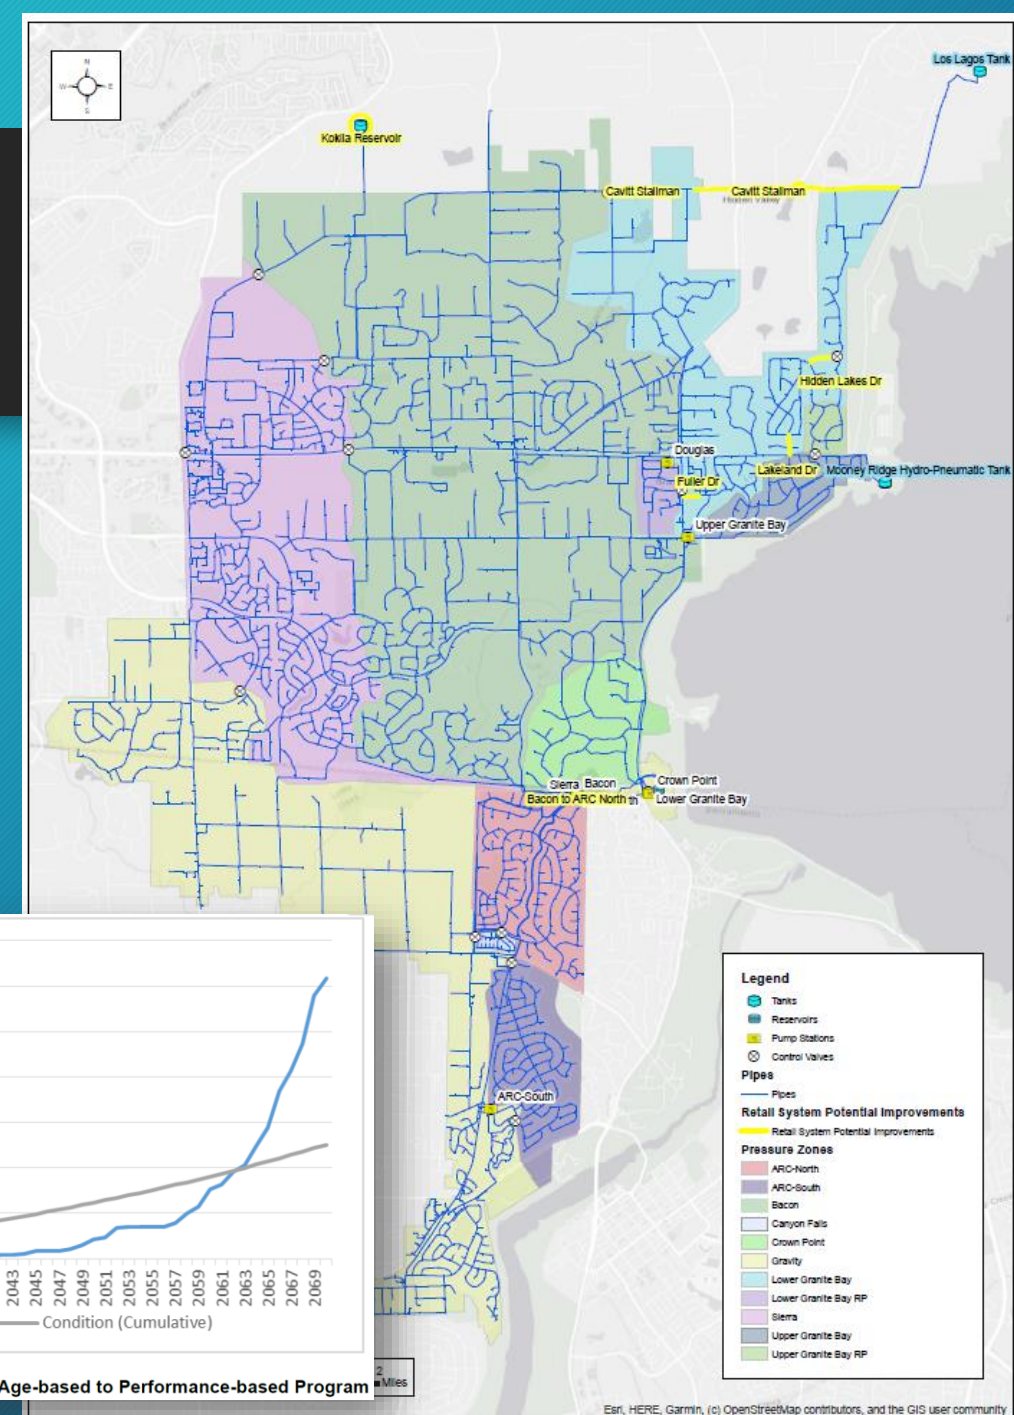 N
W
E
S
Los Lagos Tank
Kokila Reservoir
Cavitt Stallman
Cavitt Stallman
Hidden Valley
Hidden Lakes Dr
Douglas
Lakeland Dr
Mooney Ridge Hydro-Pneumatic Tank
Fuller Dr
Upper Granite Bay
Sierra
Bacon
Crown Point
Bacon to ARC North
th
Lower Granite Bay
ARC-South
Legend
Tanks
Reservoirs
Pump Stations
Control Valves
Pipes
Pipes
Retail System Potential Improvements
Retail System Potential Improvements
Pressure Zones
ARC-North
ARC-South
Bacon
Canyon Falls
Crown Point
Gravity
Lower Granite Bay
Lower Granite Bay RP
Sierra
Upper Granite Bay
Upper Granite Bay RP
2043 2045 2047 2049 2051 2053 2055 2057 2059 2061 2063 2065 2067 2069
Condition (Cumulative)
Age-based to Performance-based Program
2
Miles
Esri, HERE, Garmin, (c) OpenStreetMap contributors, and the GIS user community